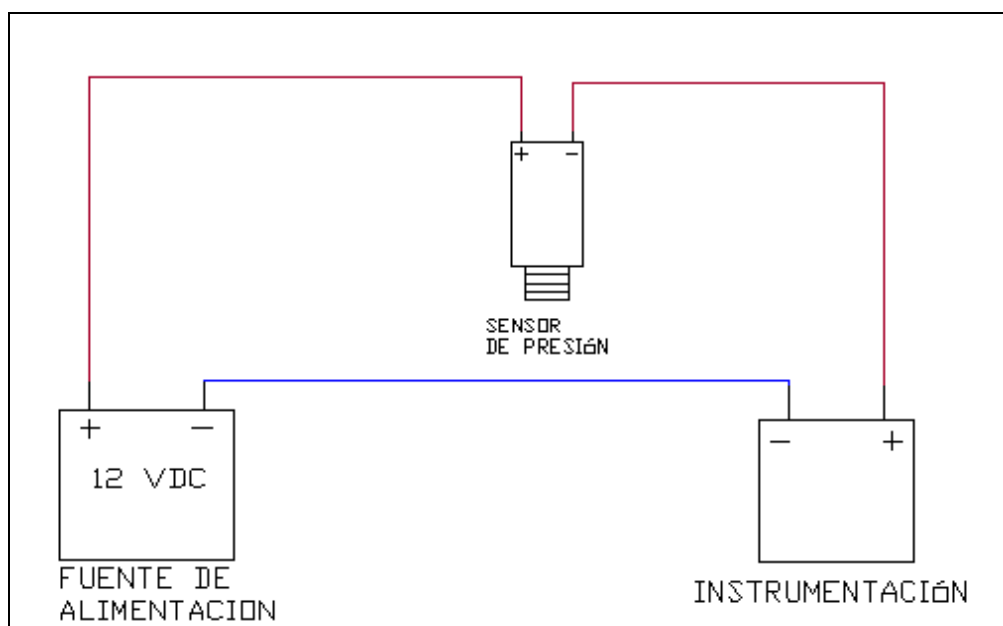 + -
SENSOR
DE PRESIóN
+ -
12 VDC
FUENTE DE
ALIMENTACION
- +
INSTRUMENTACIóN